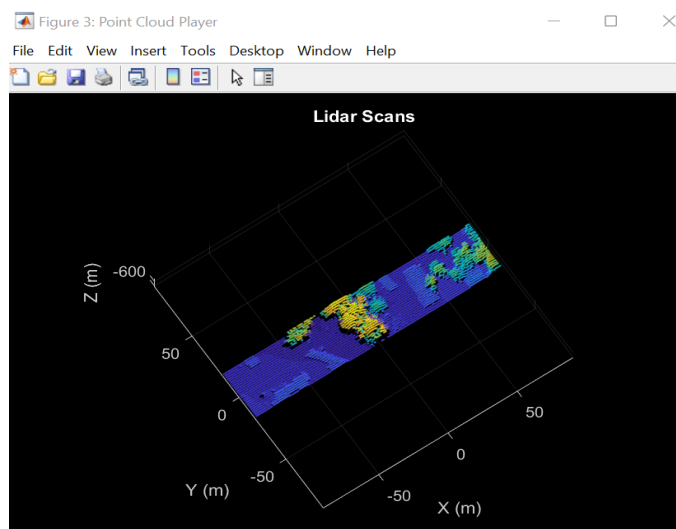 Figure 3: Point Cloud Player
File Edit View Insert Tools Desktop Window Help
Lidar Scans
Z (m)
-600
50
0
-50
Y (m)
50
0
-50
X (m)